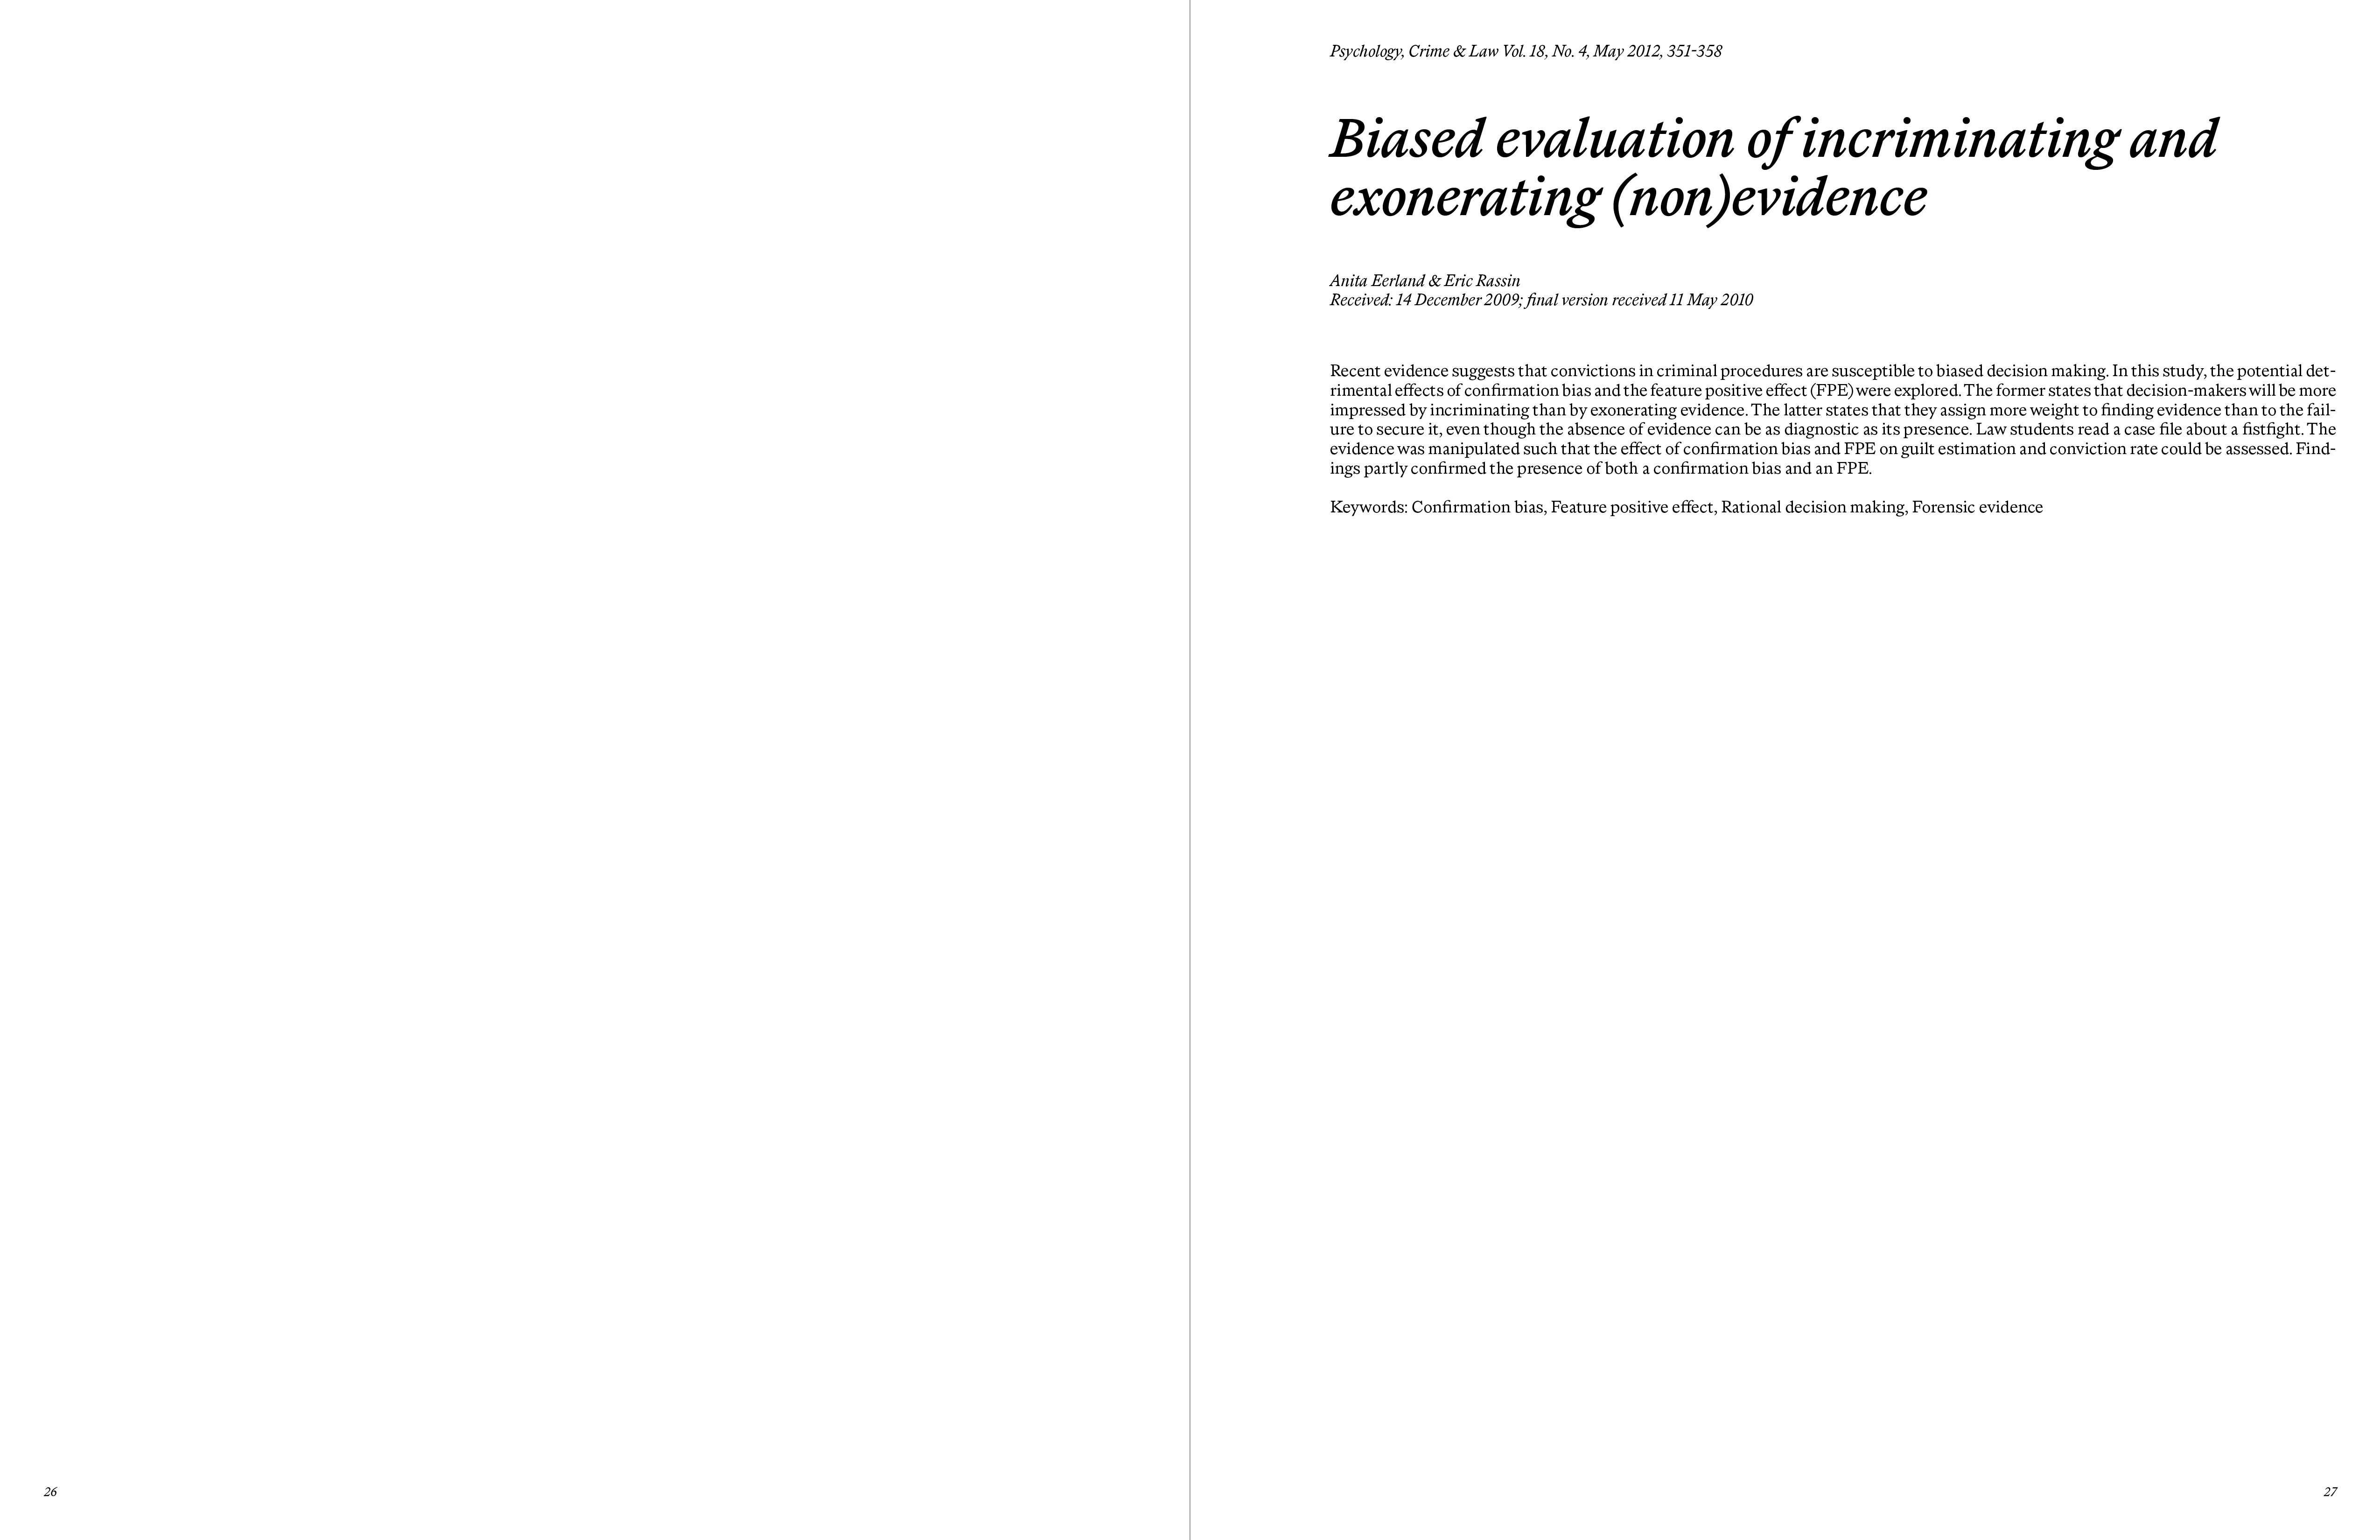 Psychology, Crime & Law Vol. 18, No. 4, May 2012, 351-358
Biased evaluation of incriminating and
exonerating (non)evidence
Anita Eerland & Eric Rassin
Received: 14 December 2009; final version received 11 May 2010
Recent evidence suggests that convictions in criminal procedures are susceptible to biased decision making. In this study, the potential det-
rimental effects of confirmation bias and the feature positive effect (FPE) were explored. The former states that decision-makers will be more
impressed by incriminating than by exonerating evidence. The latter states that they assign more weight to finding evidence than to the fail-
ure to secure it, even though the absence of evidence can be as diagnostic as its presence. Law students read a case file about a fistfight. The
evidence was manipulated such that the effect of confirmation bias and FPE on guilt estimation and conviction rate could be assessed. Find-
ings partly confirmed the presence of both a confirmation bias and an FPE.
Keywords: Confirmation bias, Feature positive effect, Rational decision making, Forensic evidence
26
27